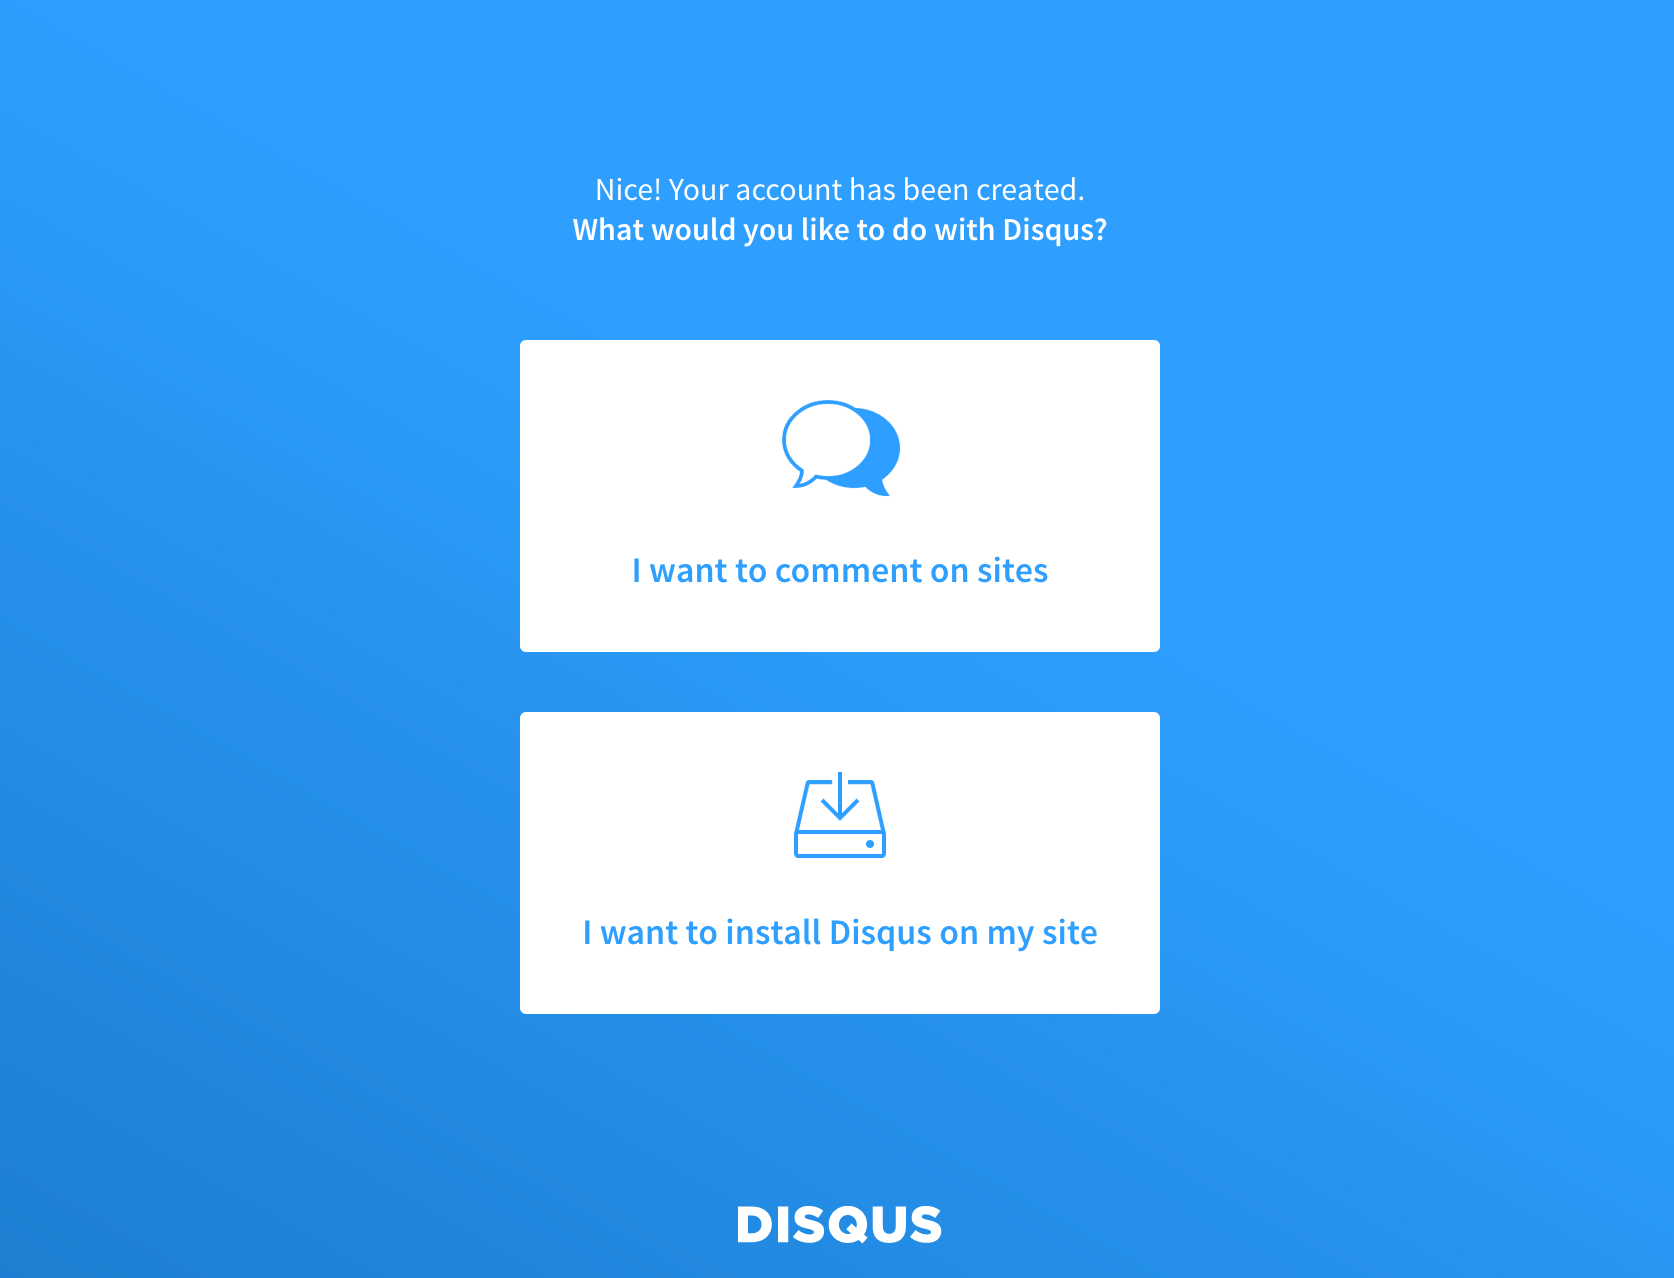 Nice! Your account has been created.
What would you like to do with Disqus?
I want to comment on sites
I want to install Disqus on my site
DISQUS